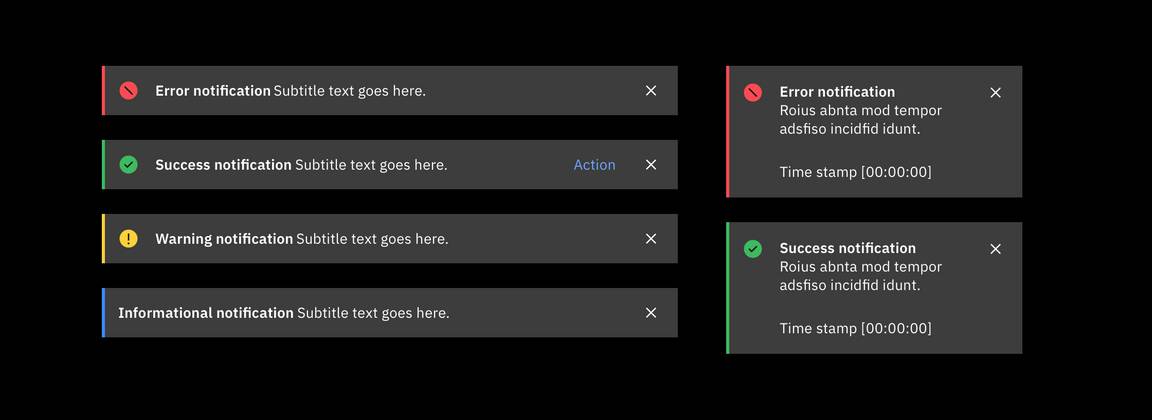 Error notification Subtitle text goes here.
Success notification Subtitle text goes here. Action
Warning notification Subtitle text goes here.
Informational notification Subtitle text goes here.
Error notification
Roius abnta mod tempor
adsfiso incidfid idunt.
Time stamp [00:00:00]
Success notification
Roius abnta mod tempor
adsfiso incidfid idunt.
Time stamp [00:00:00]